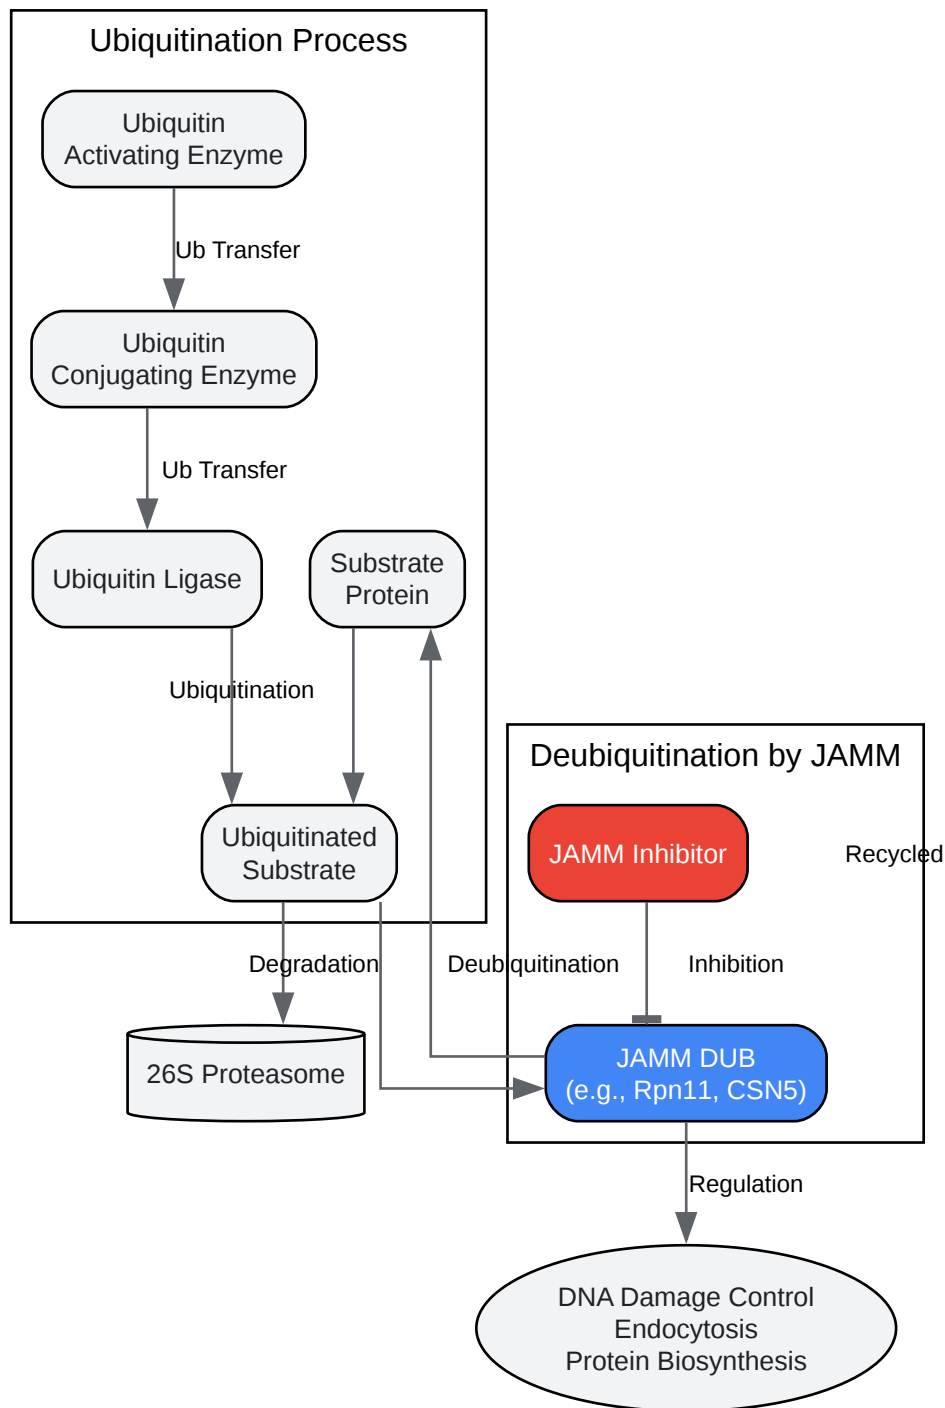 Ubiquitination Process
Ubiquitin
Activating Enzyme
Ub Transfer
Ubiquitin
Conjugating Enzyme
Ub Transfer
Ubiquitin Ligase
Substrate
Protein
Ubiquitination
Ubiquitinated
Substrate
Deubiquitination by JAMM
JAMM Inhibitor
Recycled
Degradation
Deubiquitination
Inhibition
26S Proteasome
JAMM DUB
(e.g., Rpn11, CSN5)
Regulation
DNA Damage Control
Endocytosis
Protein Biosynthesis